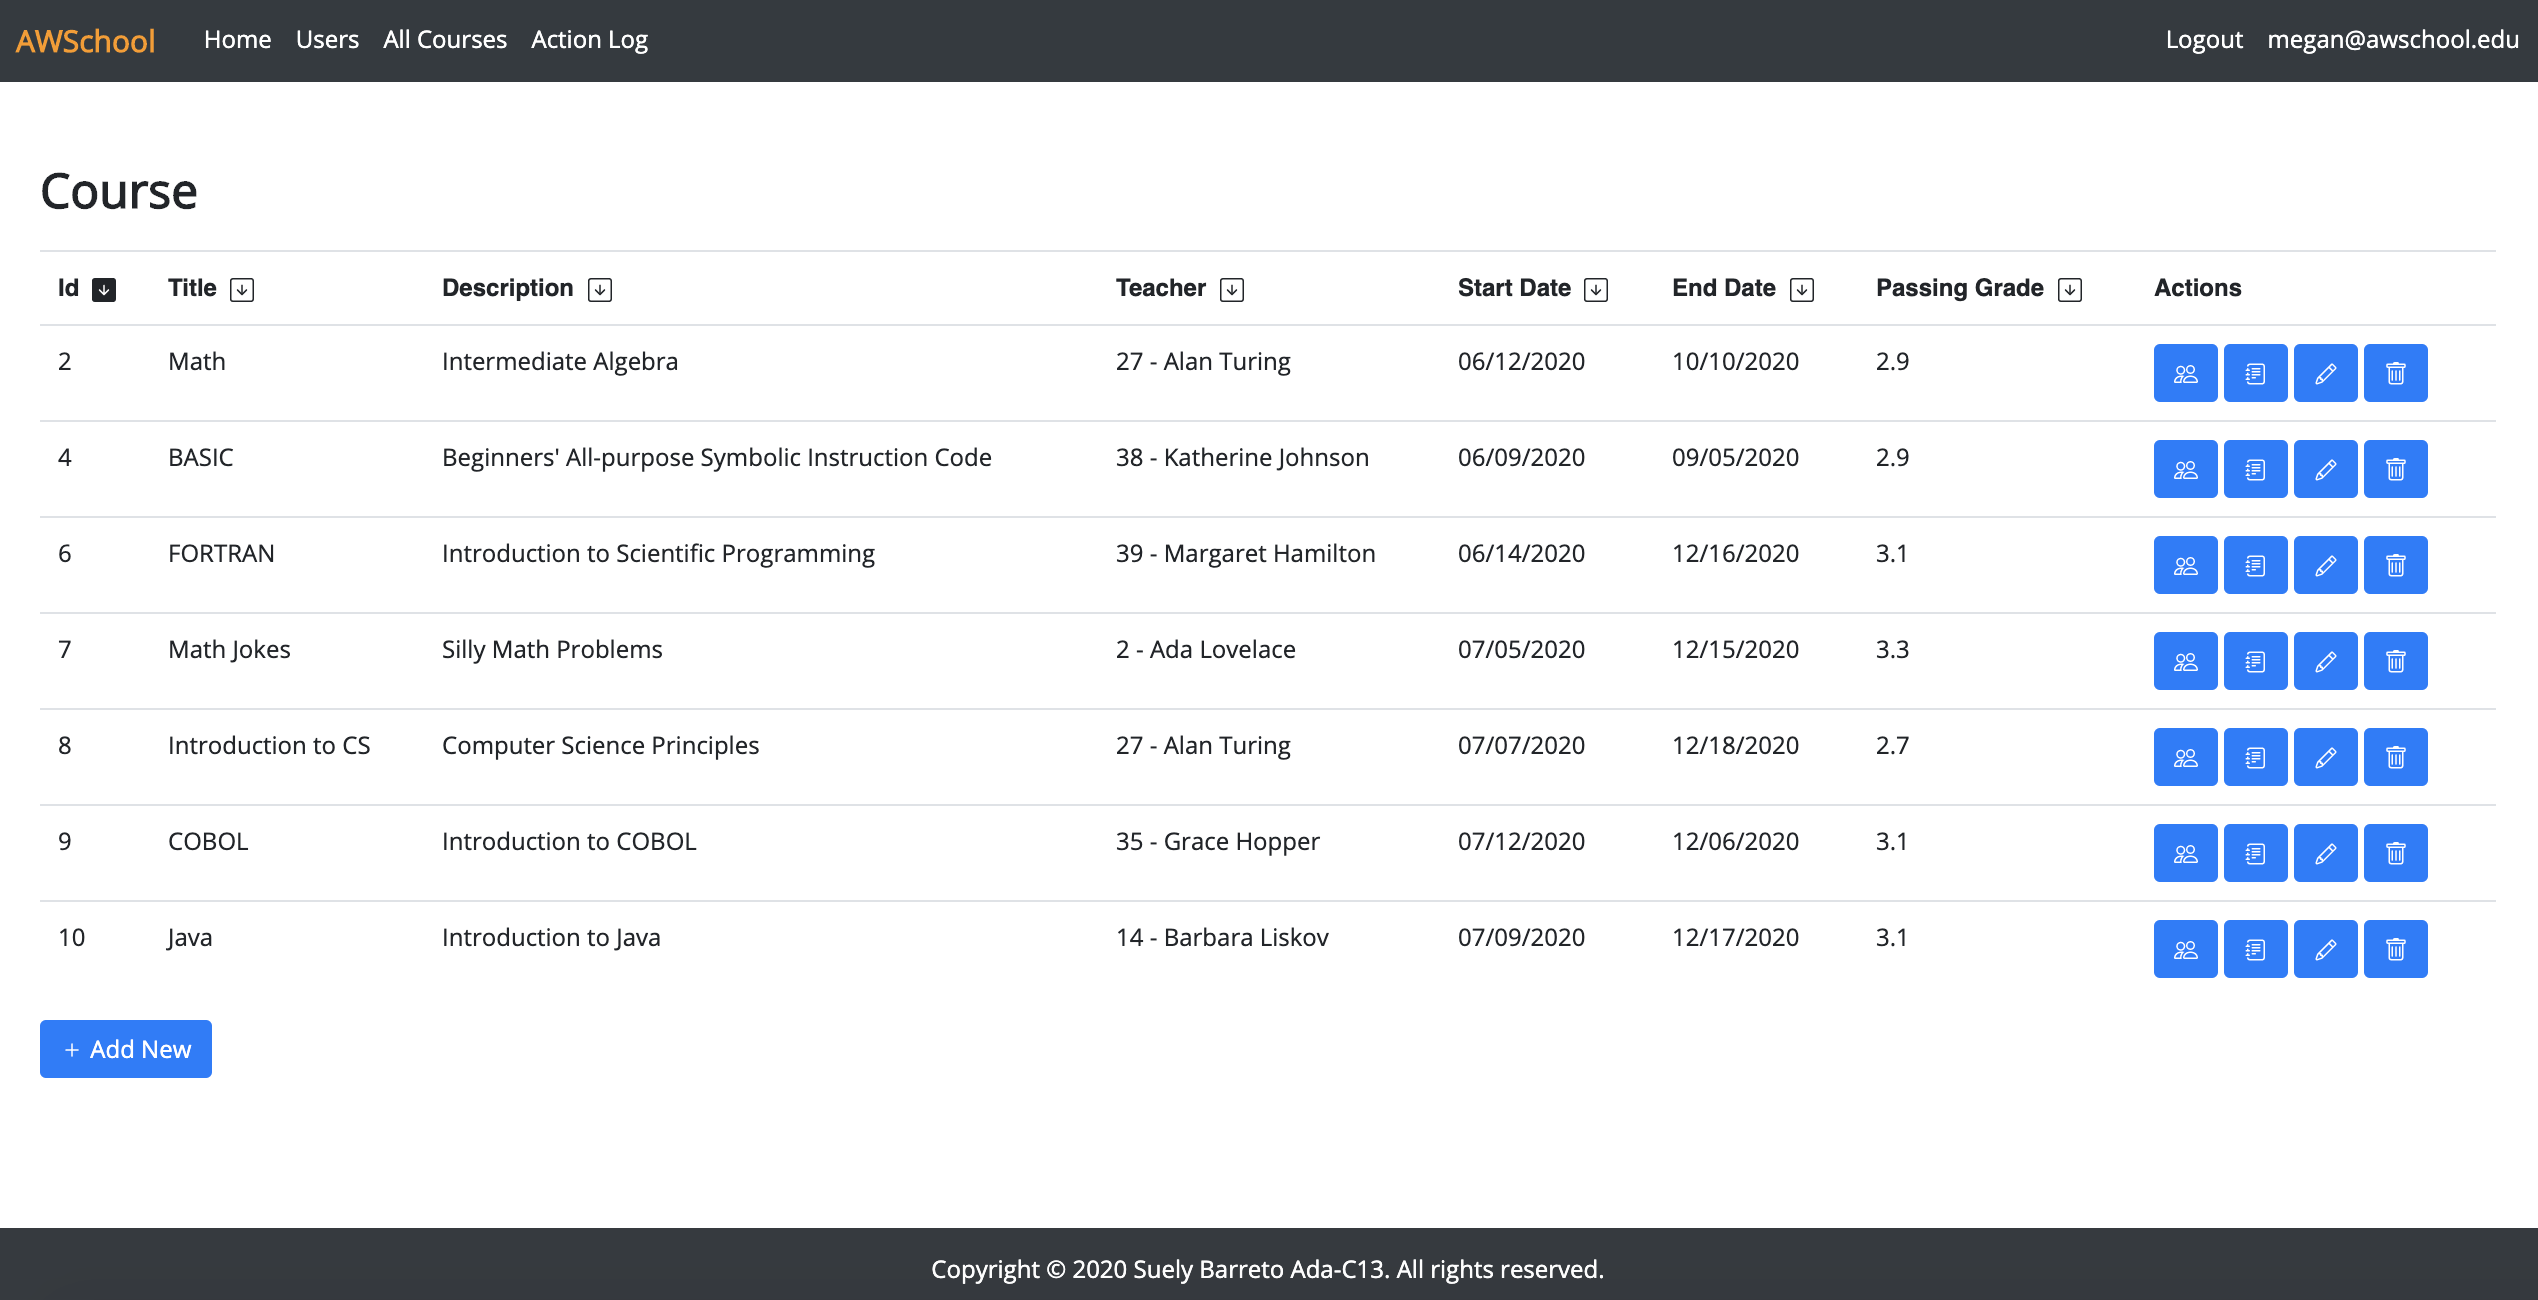 AWSchool Home Users All Courses Action Log Logout megan@awschool.edu
Course
Id Title Description Teacher Start Date End Date Passing Grade Actions
2 Math Intermediate Algebra 27 - Alan Turing 06/12/2020 10/10/2020 2.9
4 BASIC Beginners' All-purpose Symbolic Instruction Code 38 - Katherine Johnson 06/09/2020 09/05/2020 2.9
6 FORTRAN Introduction to Scientific Programming 39 - Margaret Hamilton 06/14/2020 12/16/2020 3.1
7 Math Jokes Silly Math Problems 2 - Ada Lovelace 07/05/2020 12/15/2020 3.3
8 Introduction to CS Computer Science Principles 27 - Alan Turing 07/07/2020 12/18/2020 2.7
9 COBOL Introduction to COBOL 35 - Grace Hopper 07/12/2020 12/06/2020 3.1
10 Java Introduction to Java 14 - Barbara Liskov 07/09/2020 12/17/2020 3.1
+ Add New
Copyright © 2020 Suely Barreto Ada-C13. All rights reserved.